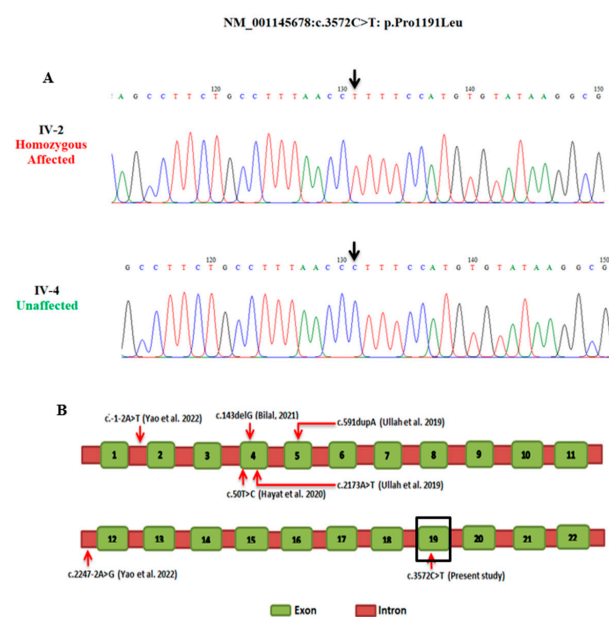 NM_001145678:c.3572C>T: p.Pro1191Leu
A
120 130 140 150
A G C C T T C T G C C T T T A A C C T T T T C C A T G T G T A T A A G G C G
IV-2
Homozygous
Affected
120 130 140 150
G C C T T C T G C C T T T A A C C C T T T C C A T G T G T A T A A G G C G
IV-4
Unaffected
B
c.-1-2A>T (Yao et al. 2022)
c.143delG (Bilal, 2021)
c.591dupA (Ullah et al. 2019)
1 2 3 4 5 6 7 8 9 10 11
c.2173A>T (Ullah et al. 2019)
c.50T>C (Hayat et al. 2020)
12 13 14 15 16 17 18 19 20 21 22
c.2247-2A>G (Yao et al. 2022)
c.3572C>T (Present study)
Exon
Intron